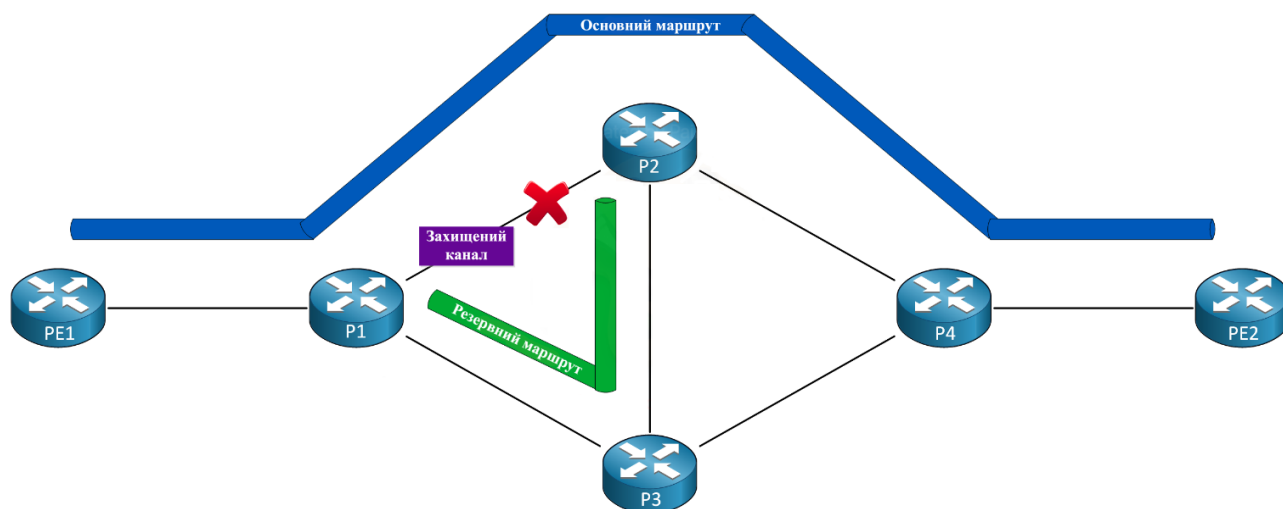 Основний маршрут
P2
Захищений
канал
PE1
P1
Резервний маршрут
P4
PE2
P3